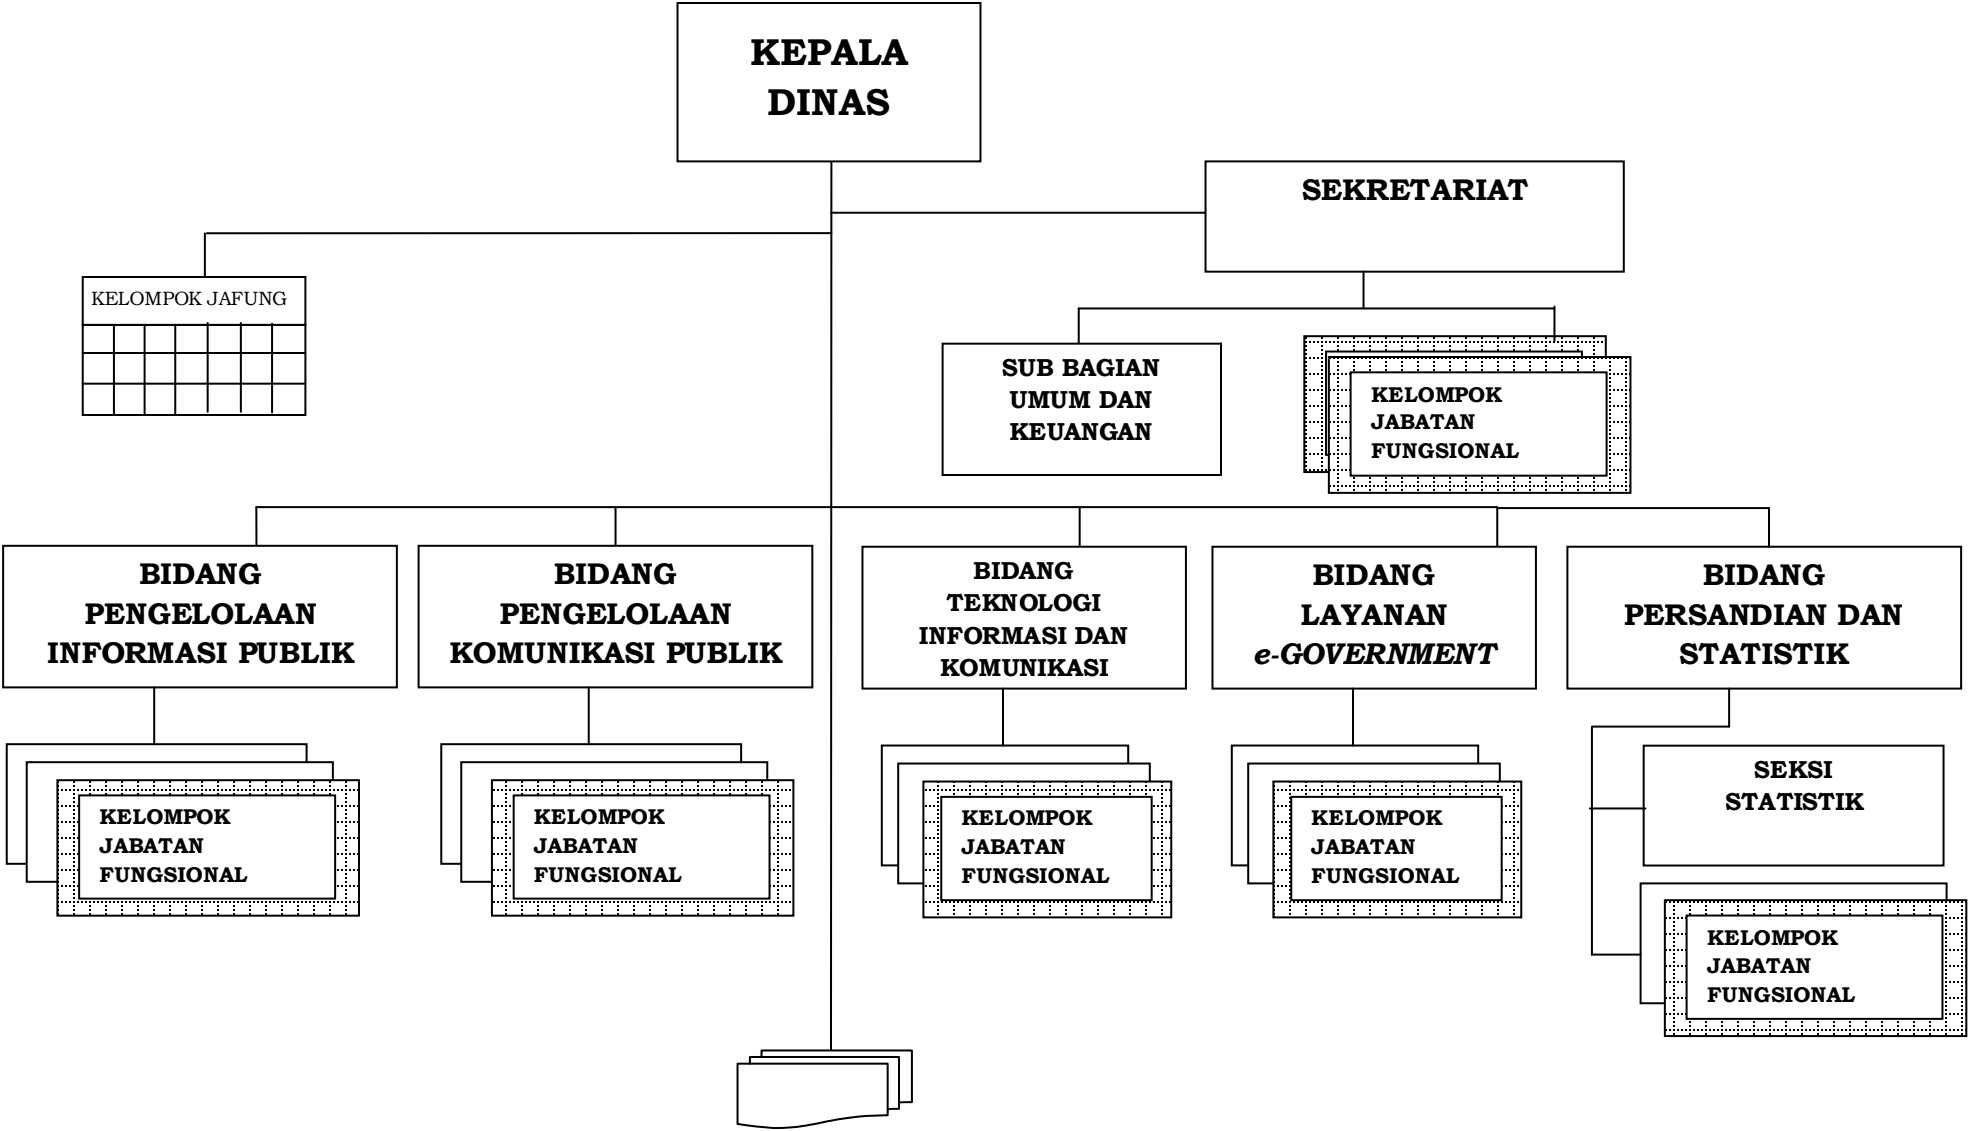 KEPALA
DINAS
SEKRETARIAT
KELOMPOK JAFUNG
SUB BAGIAN
UMUM DAN
KEUANGAN
KELOMPOK
JABATAN
FUNGSIONAL
BIDANG
PENGELOLAAN
INFORMASI PUBLIK
BIDANG
PENGELOLAAN
KOMUNIKASI PUBLIK
BIDANG
TEKNOLOGI
INFORMASI DAN
KOMUNIKASI
BIDANG
LAYANAN
e-GOVERNMENT
BIDANG
PERSANDIAN DAN
STATISTIK
KELOMPOK
JABATAN
FUNGSIONAL
KELOMPOK
JABATAN
FUNGSIONAL
KELOMPOK
JABATAN
FUNGSIONAL
KELOMPOK
JABATAN
FUNGSIONAL
SEKSI
STATISTIK
KELOMPOK
JABATAN
FUNGSIONAL